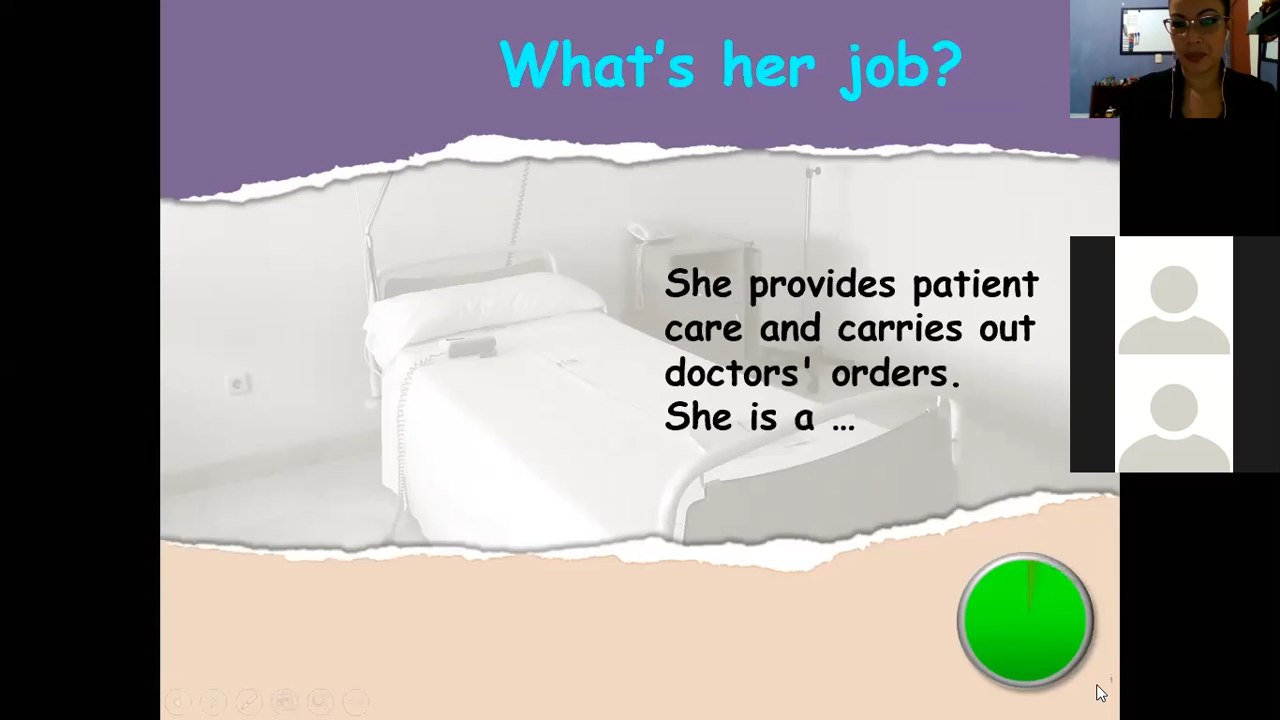 What's her job?
She provides patient
care and carries out
doctors' orders.
She is a ...